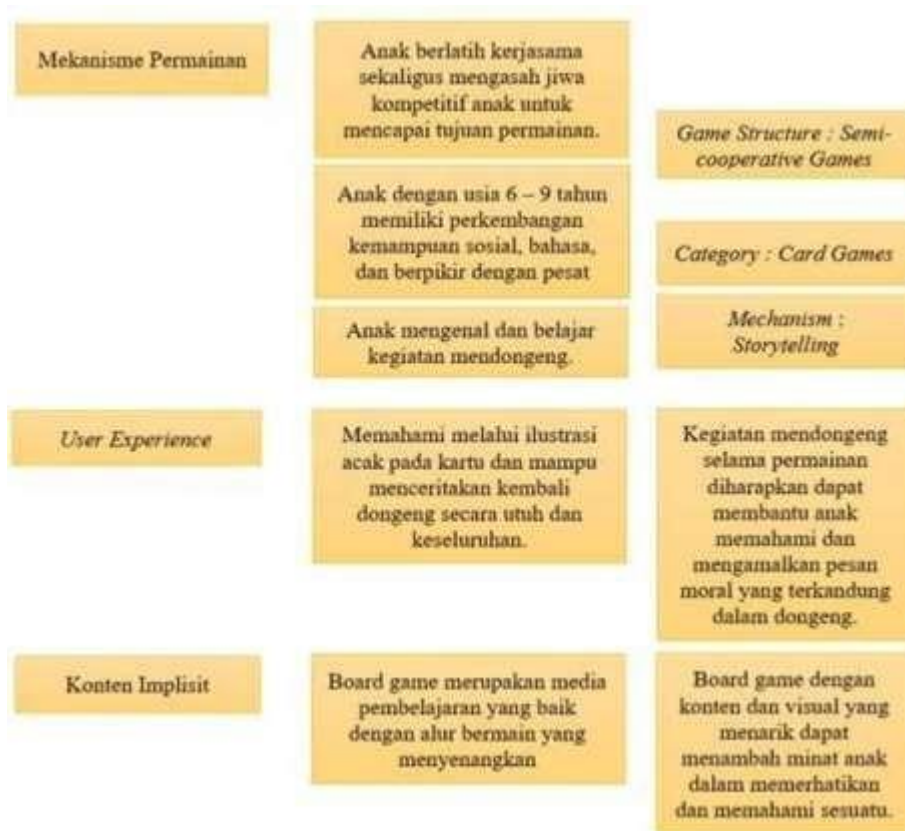 Mekanisme Permainan
Anak berlatih kerjasama
sekaligus mengasah jiwa
kompetitif anak untuk
mencapai tujuan permainan.
Game Structure : Semi-
cooperative Games
Anak dengan usia 6 – 9 tahun
memiliki perkembangan
kemampuan sosial, bahasa,
dan berpikir dengan pesat
Category : Card Games
Anak mengenal dan belajar
kegiatan mendongeng.
Mechanism :
Storytelling
User Experience
Memahami melalui ilustrasi
acak pada kartu dan mampu
menceritakan kembali
dongeng secara utuh dan
keseluruhan.
Kegiatan mendongeng
selama permainan
diharapkan dapat
membantu anak
memahami dan
mengamalkan pesan
moral yang terkandung
dalam dongeng.
Konten Implisit
Board game merupakan media
pembelajaran yang baik
dengan alur bermain yang
menyenangkan
Board game dengan
konten dan visual yang
menarik dapat
menambah minat anak
dalam memerhatikan
dan memahami sesuatu.